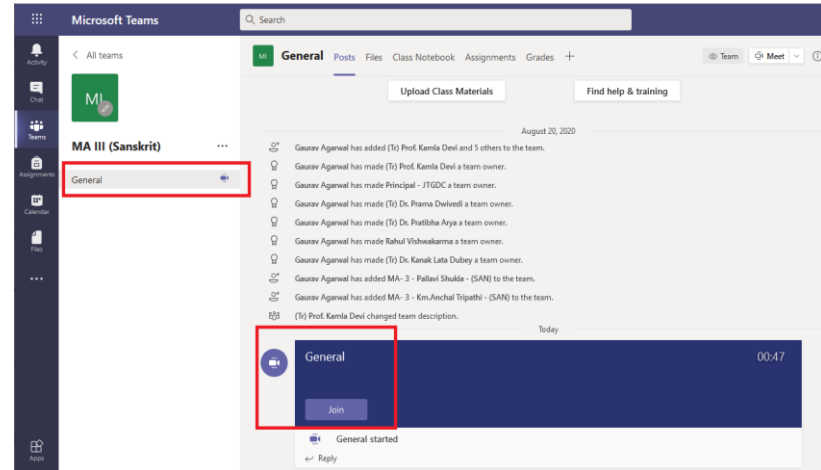 Microsoft Teams
Search
Activity
Chat
Teams
Assignments
Calendar
Files
Apps
All teams
MI
MA III (Sanskrit)
...
General
MI
General Posts Files Class Notebook Assignments Grades +
Team
Meet
Upload Class Materials
Find help & training
August 20, 2020
Gaurav Agarwal has added (Tr) Prof. Kamla Devi and 5 others to the team.
Gaurav Agarwal has made (Tr) Prof. Kamla Devi a team owner.
Gaurav Agarwal has made Principal - JTGDC a team owner.
Gaurav Agarwal has made (Tr) Dr. Prama Dwivedi a team owner.
Gaurav Agarwal has made (Tr) Dr. Pratibha Arya a team owner.
Gaurav Agarwal has made Rahul Vishwakarma a team owner.
Gaurav Agarwal has made (Tr) Dr. Kanak Lata Dubey a team owner.
Gaurav Agarwal has added MA- 3 - Pallavi Shukla - (SAN) to the team.
Gaurav Agarwal has added MA- 3 - Km.Anchal Tripathi - (SAN) to the team.
(Tr) Prof. Kamla Devi changed team description.
Today
General 00:47
Join
General started
Reply